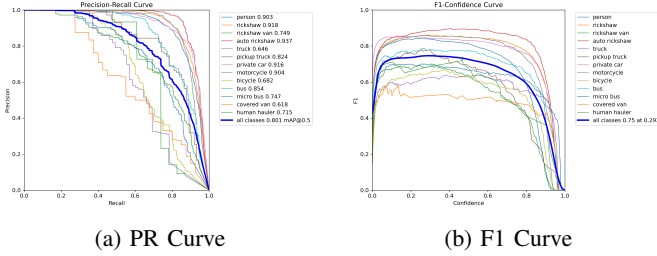 Precision-Recall Curve
1.0
0.8
0.6
0.4
0.2
0.0
0.0 0.2 0.4 0.6 0.8 1.0
Recall
Precision
person 0.903
rickshaw 0.918
rickshaw van 0.749
auto rickshaw 0.937
truck 0.646
pickup truck 0.824
private car 0.916
motorcycle 0.904
bicycle 0.682
bus 0.854
micro bus 0.747
covered van 0.618
human hauler 0.715
all classes 0.801 mAP@0.5
(a) PR Curve
F1-Confidence Curve
1.0
0.8
0.6
0.4
0.2
0.0
0.0 0.2 0.4 0.6 0.8 1.0
Confidence
F1
person
rickshaw
rickshaw van
auto rickshaw
truck
pickup truck
private car
motorcycle
bicycle
bus
micro bus
covered van
human hauler
all classes 0.75 at 0.29
(b) F1 Curve